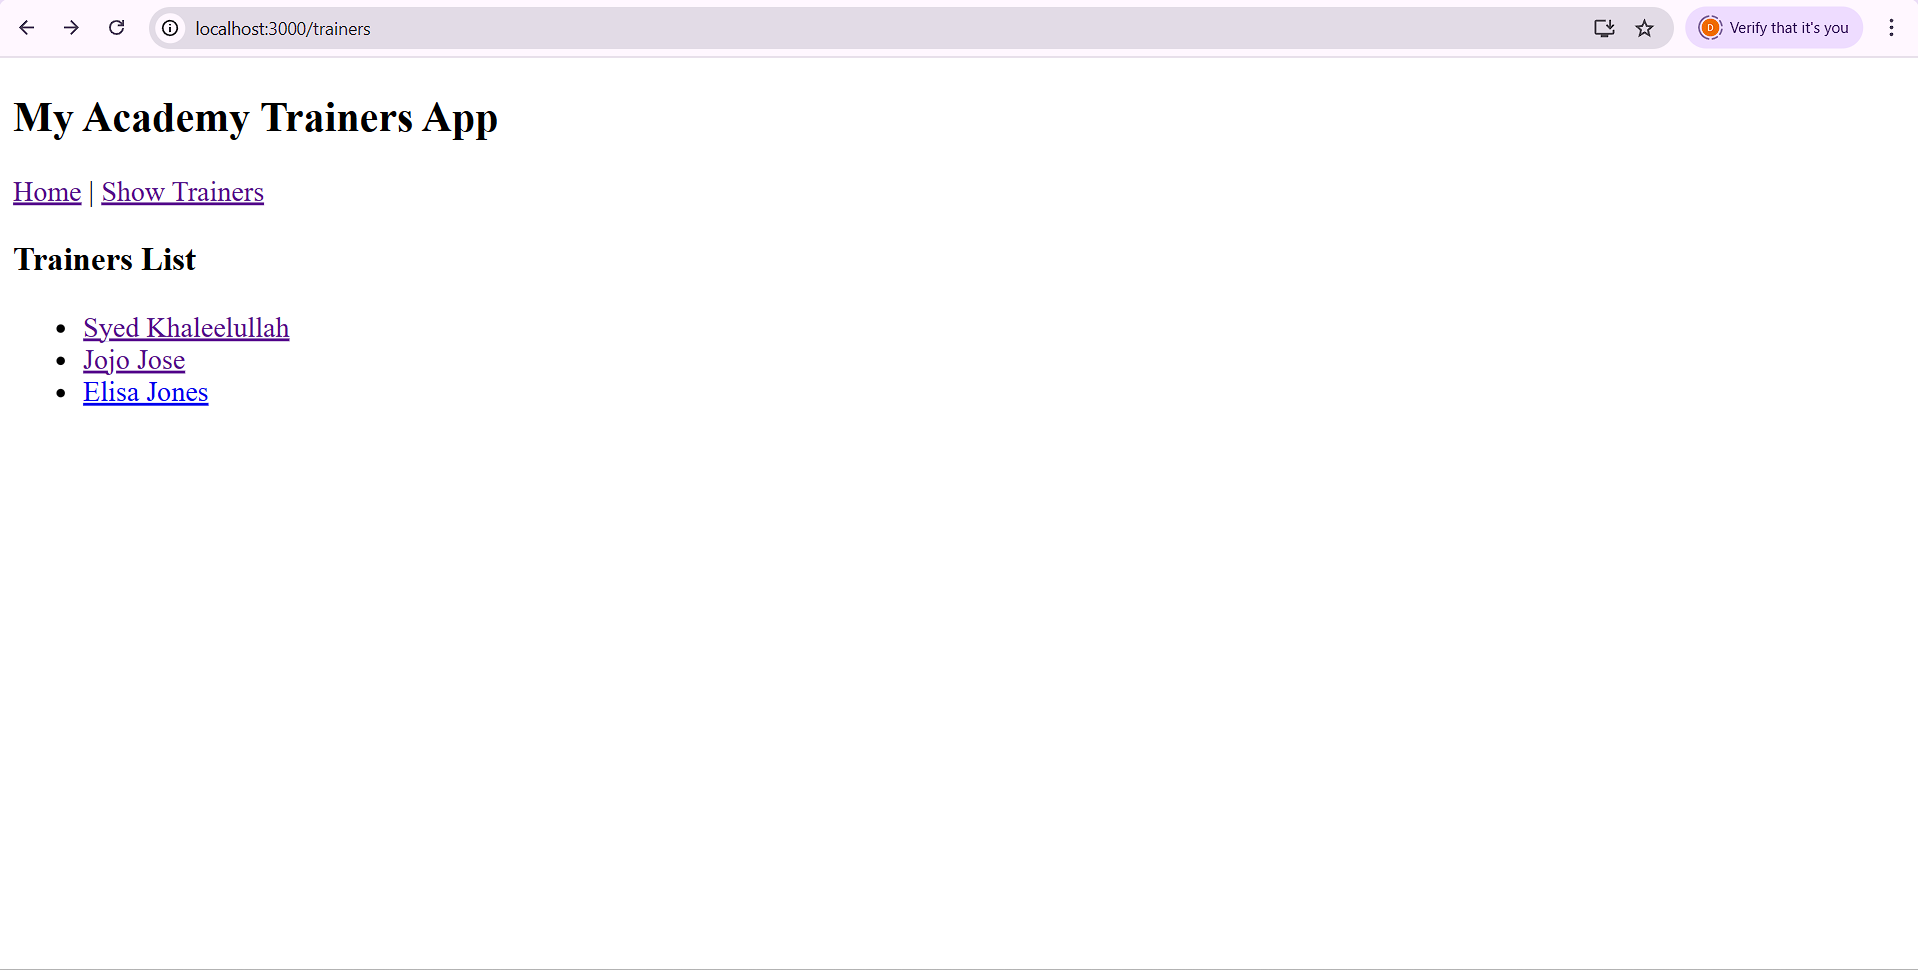 localhost:3000/trainers
D Verify that it's you
My Academy Trainers App
Home | Show Trainers
Trainers List
• Syed Khaleelullah
• Jojo Jose
• Elisa Jones